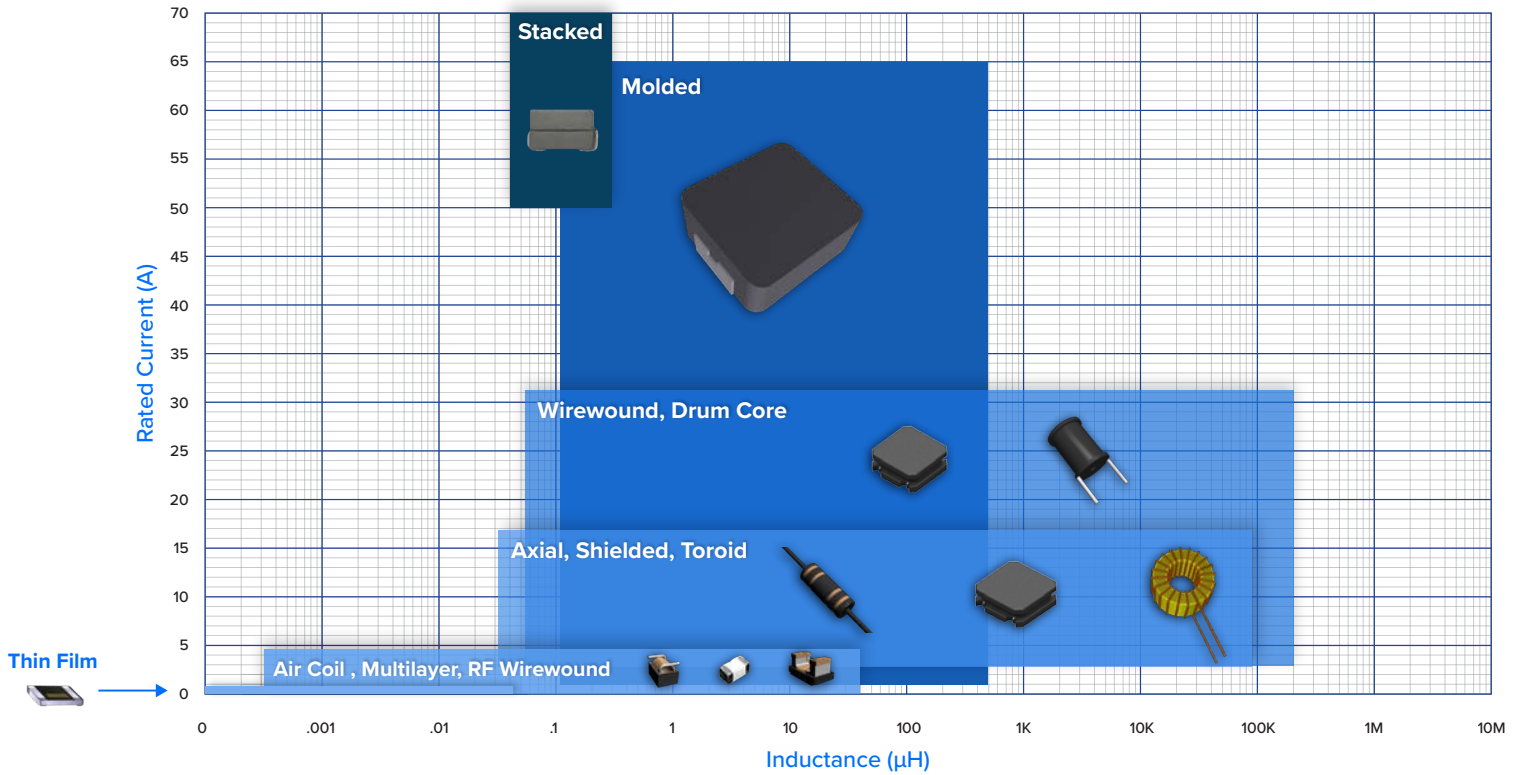 70
65
60
55
50
45
40
35
30
25
20
15
10
5
0
Rated Current (A)
Stacked
Molded
Wirewound, Drum Core
Axial, Shielded, Toroid
Air Coil , Multilayer, RF Wirewound
Thin Film
0 .001 .01 .1 1 10 100 1K 10K 100K 1M 10M
Inductance (µH)